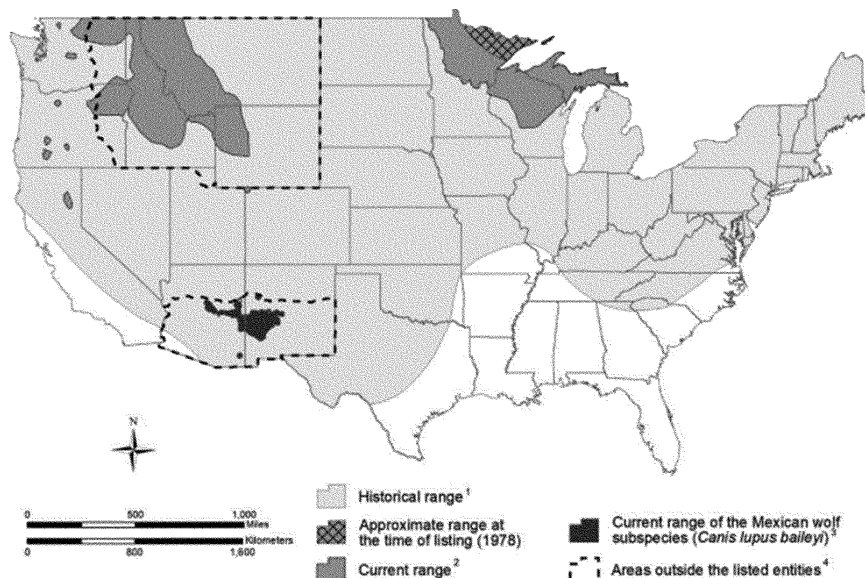 N
0 500 1,000
Miles
Kilometers
0 800 1,600
Historical range 1
Approximate range at
the time of listing (1978)
Current range 2
Current range of the Mexican wolf
subspecies (Canis lupus baileyi) 3
Areas outside the listed entities 4